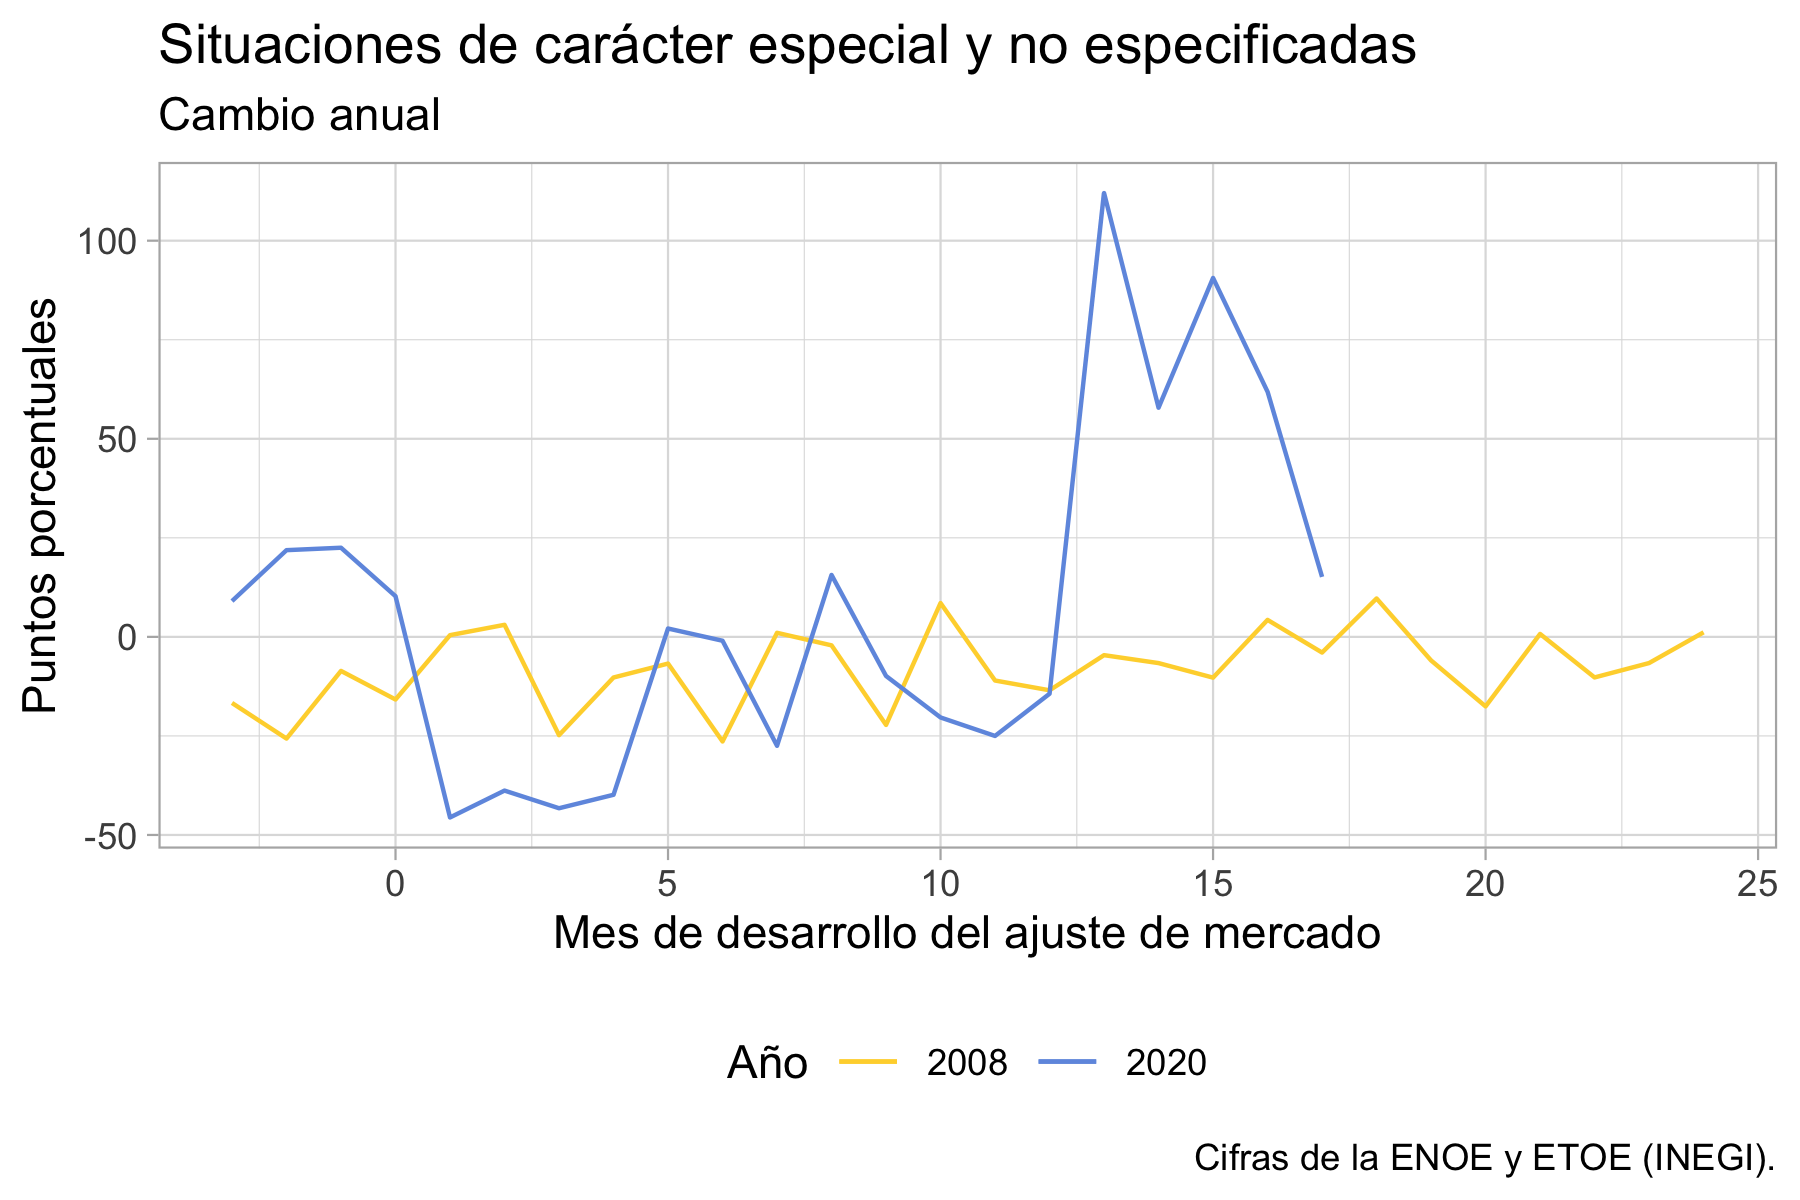 Situaciones de carácter especial y no especificadas
Cambio anual
Puntos porcentuales
100
50
0
-50
0 5 10 15 20 25
Mes de desarrollo del ajuste de mercado
Año 2008 2020
Cifras de la ENOE y ETOE (INEGI).